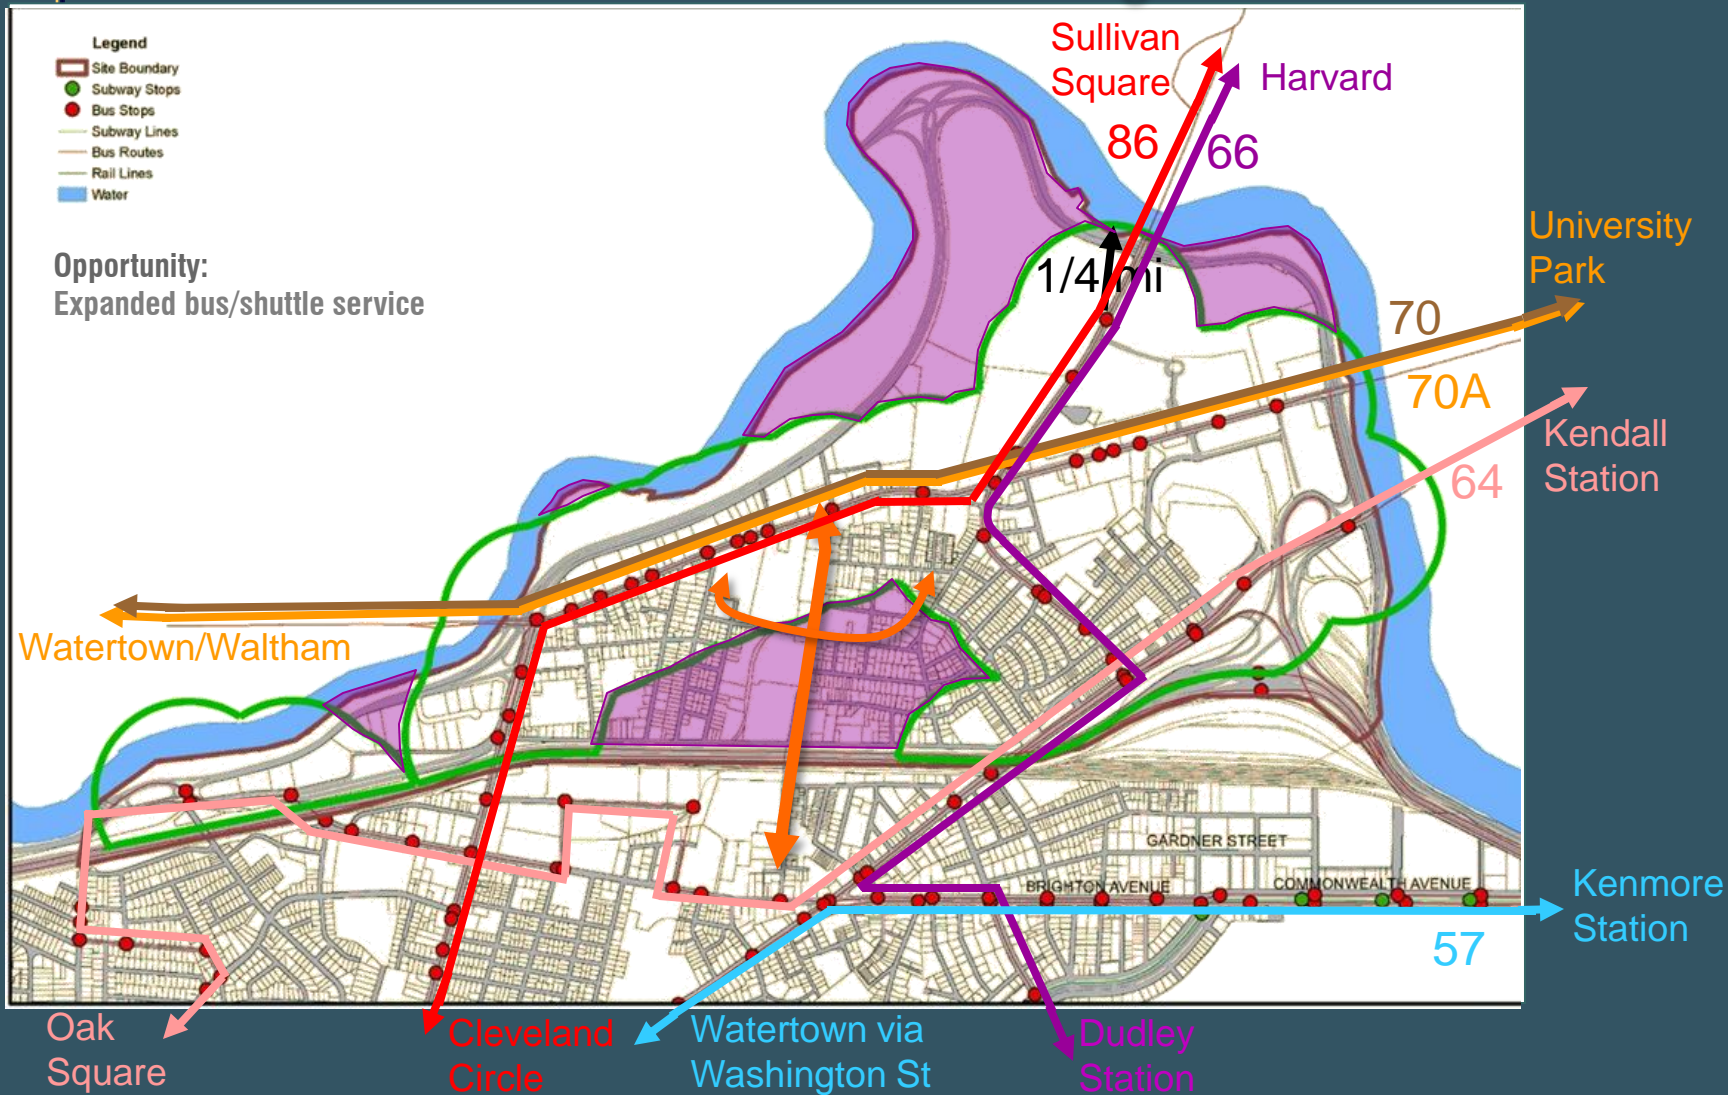 Legend
Site Boundary
Subway Stops
Bus Stops
Subway Lines
Bus Routes
Rail Lines
Water
Opportunity:
Expanded bus/shuttle service
Sullivan
Square
Harvard
86
66
1/4 mi
University
Park
70
70A
Kendall
Station
64
Watertown/Waltham
GARDNER STREET
BRIGHTON AVENUE
COMMONWEALTH AVENUE
Kenmore
Station
57
Oak
Square
Cleveland
Circle
Watertown via
Washington St
Dudley
Station